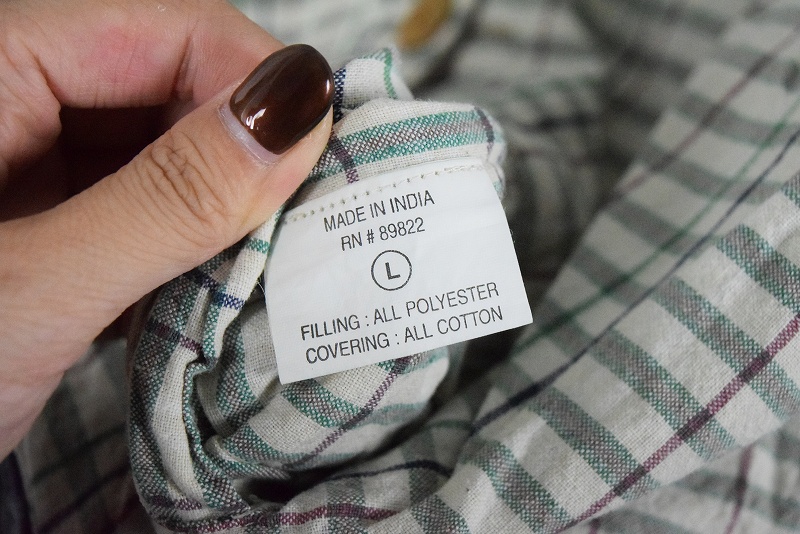 MADE IN INDIA
RN # 89822
L
FILLING : ALL POLYESTER
COVERING : ALL COTTON